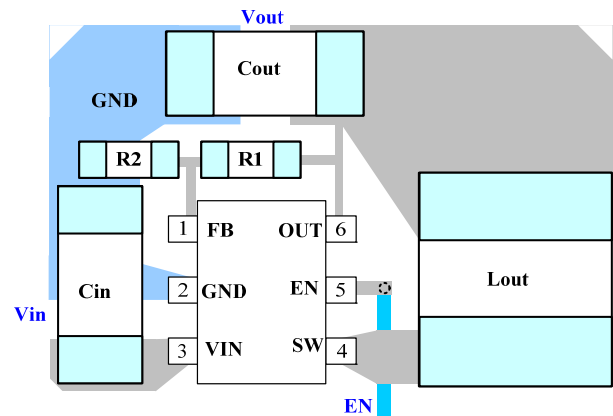 Vout
Cout
GND
R2
R1
1
FB
OUT
6
2
GND
EN
5
Cin
Lout
Vin
3
VIN
SW
4
EN